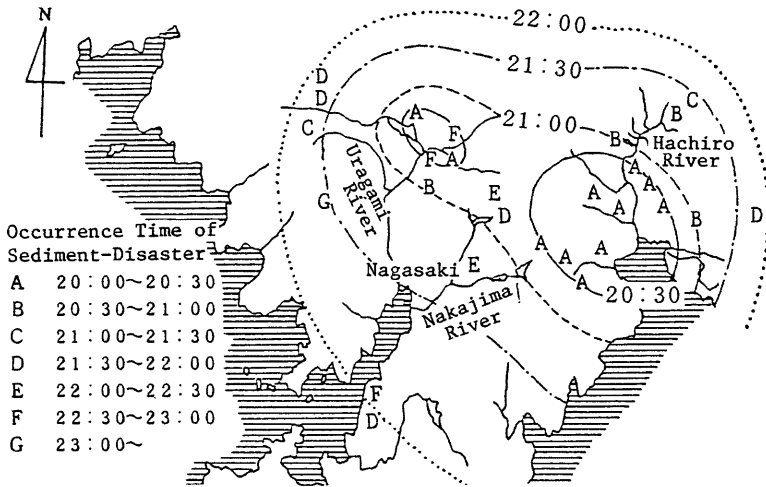 N
22:00
21:30
21:00
20:30
D
D
C
A
F
F
A
B
G
E
D
E
C
B
B
A
A
A
A
A
A
B
D
A
A
A
A
F
D
Uragami
River
Hachiro
River
Nagasaki
Nakajima
River
Occurrence Time of
Sediment-Disaster
A 20:00~20:30
B 20:30~21:00
C 21:00~21:30
D 21:30~22:00
E 22:00~22:30
F 22:30~23:00
G 23:00~